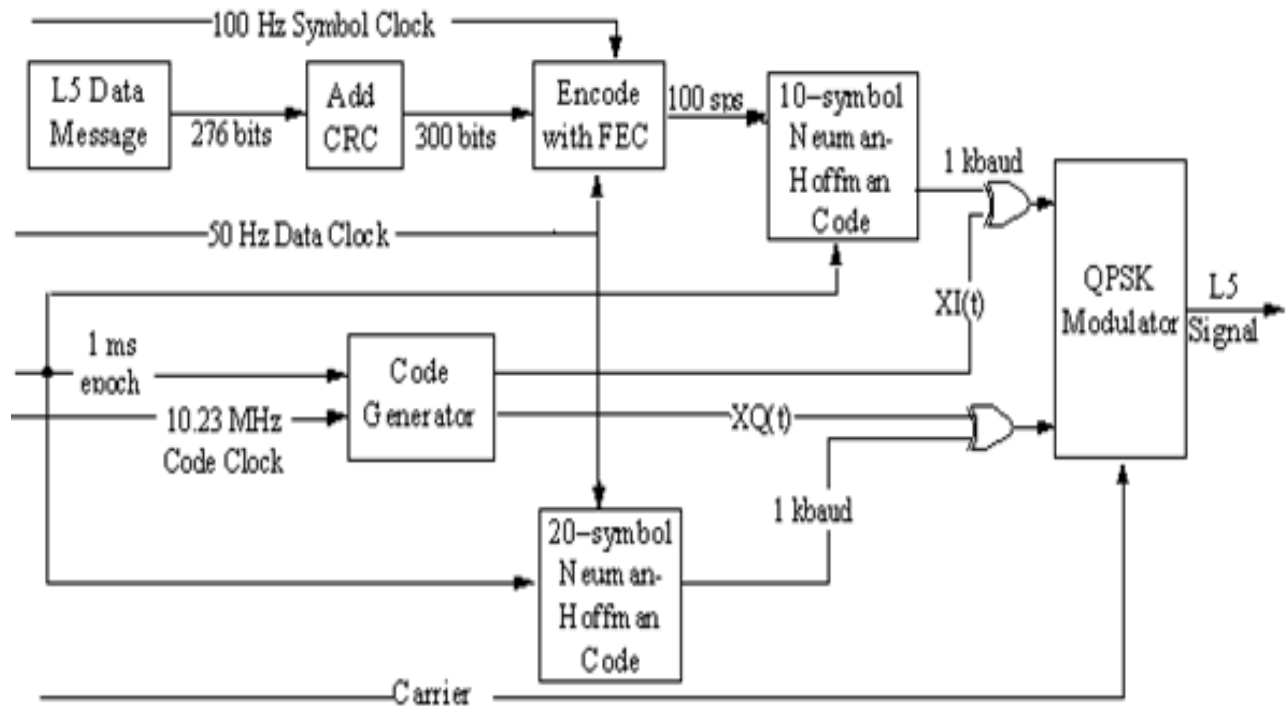 100 Hz Symbol Clock
L5 Data
Message
276 bits
Add
CRC
300 bits
Encode
with FEC
100 sps
10-symbol
Neuman-
Hoffman
Code
1 kbaud
50 Hz Data Clock
QPSK
Modulator
L5
Signal
XI(t)
1 ms
epoch
Code
Generator
10.23 MHz
Code Clock
XQ(t)
1 kbaud
20-symbol
Neuman-
Hoffman
Code
Carrier